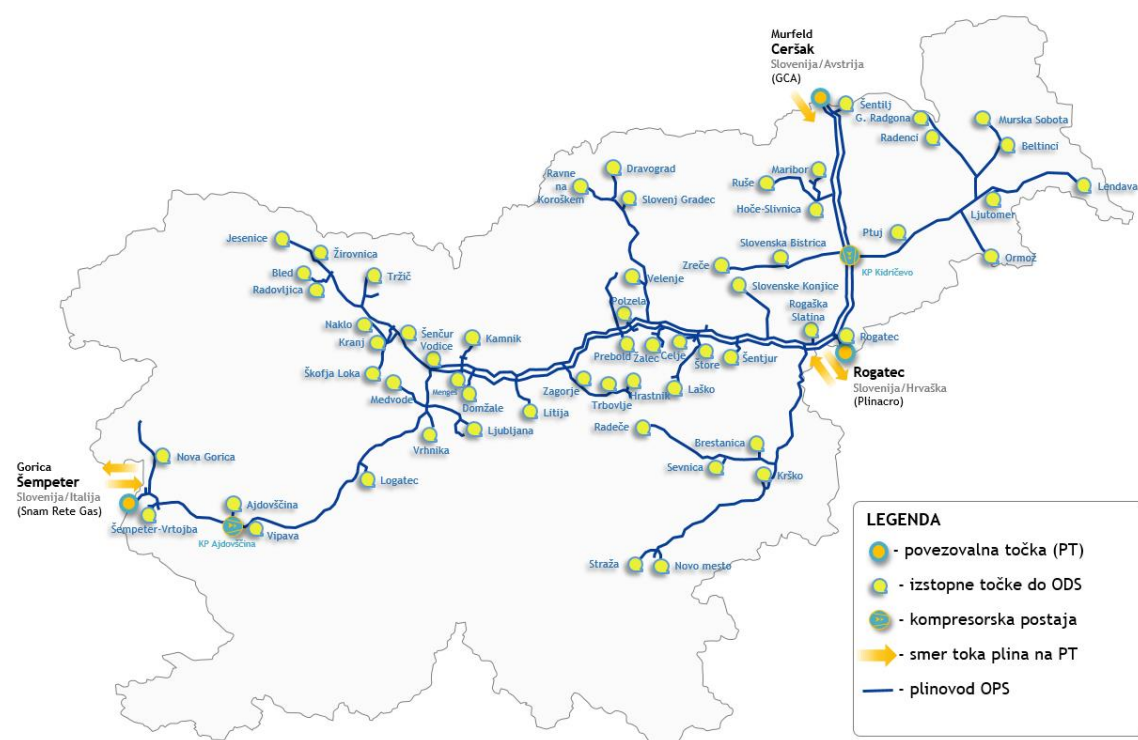 Murfeld
Ceršak
Slovenija/Avstrija
(GCA)
Šentilj
G. Radgona
Radenci
Murska Sobota
Beltinci
Lendava
Ljutomer
Ormož
Ptuj
KP Kidričevo
Maribor
Ruše
Hoče-Slivnica
Slovenska Bistrica
Zreče
Slovenske Konjice
Rogaška
Slatina
Rogatec
Rogatec
Slovenija/Hrvaška
(Plinacro)
Dravograd
Ravne
na
Koroškem
Slovenj Gradec
Velenje
Polzela
Prebold
Žalec
Celje
Štore
Šentjur
Laško
Hrastnik
Trbovlje
Zagorje
Litija
Jesenice
Žirovnica
Bled
Radovljica
Tržič
Naklo
Kranj
Šenčur
Vodice
Kamnik
Škofja Loka
Medvode
Mengeš
Domžale
Ljubljana
Vrhnika
Logatec
Radeče
Brestanica
Sevnica
Krško
Straža
Novo mesto
Gorica
Šempeter
Slovenija/Italija
(Snam Rete Gas)
Nova Gorica
Šempeter-Vrtojba
Ajdovščina
KP Ajdovščina
Vipava
LEGENDA
- povezovalna točka (PT)
- izstopne točke do ODS
- kompresorska postaja
- smer toka plina na PT
- plinovod OPS